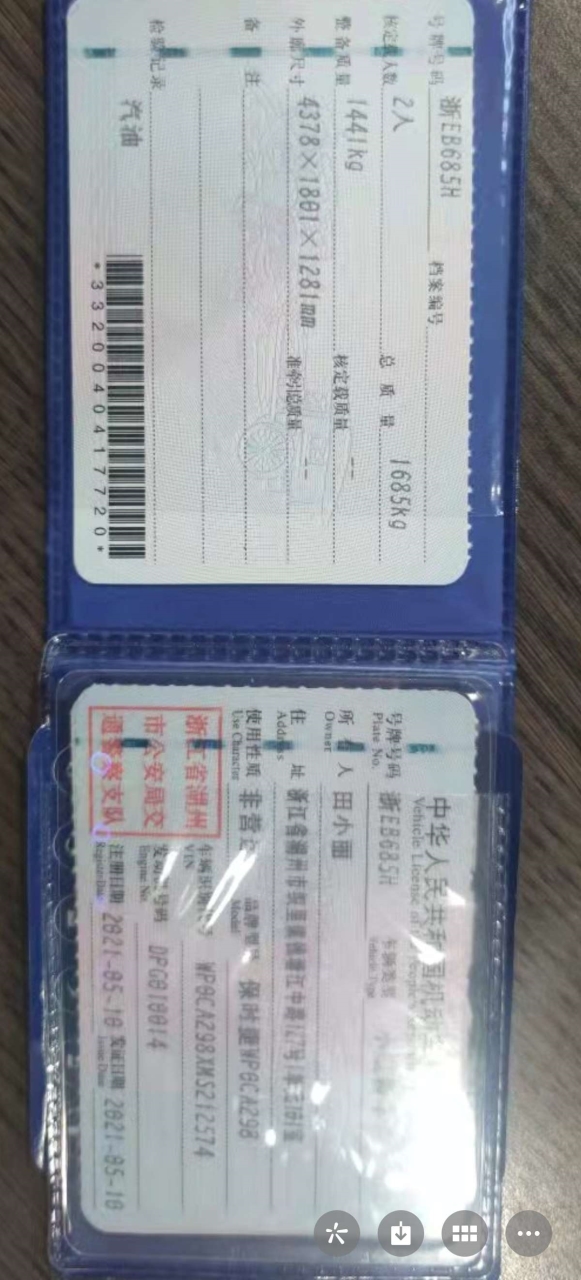 号牌号码 浙EB685H 档案编号
核定载人数 2人 总质量 1685kg
整备质量 1441kg 核定载质量 --
外廓尺寸 4378×1801×1281mm 准牵引总质量 --
备注
检验记录 汽油
*3320040417720*
中华人民共和国机动车
Vehicle License of the People's
号牌号码 浙EB685H 车辆类型
Plate No. Vehicle Type
所有人 田小丽
Owner
住址 浙江省湖州市
Address
使用性质 非营运 品牌型号 保时捷WP0CA298
Use Character Model
浙江省湖州
市公安局交
通警察支队
车辆识别代号 WP0CA298XMS212574
VIN
发动机号码 DPG010014
Engine No.
注册日期 2021-05-10 发证日期 2021-05-10
Register Date Issue Date